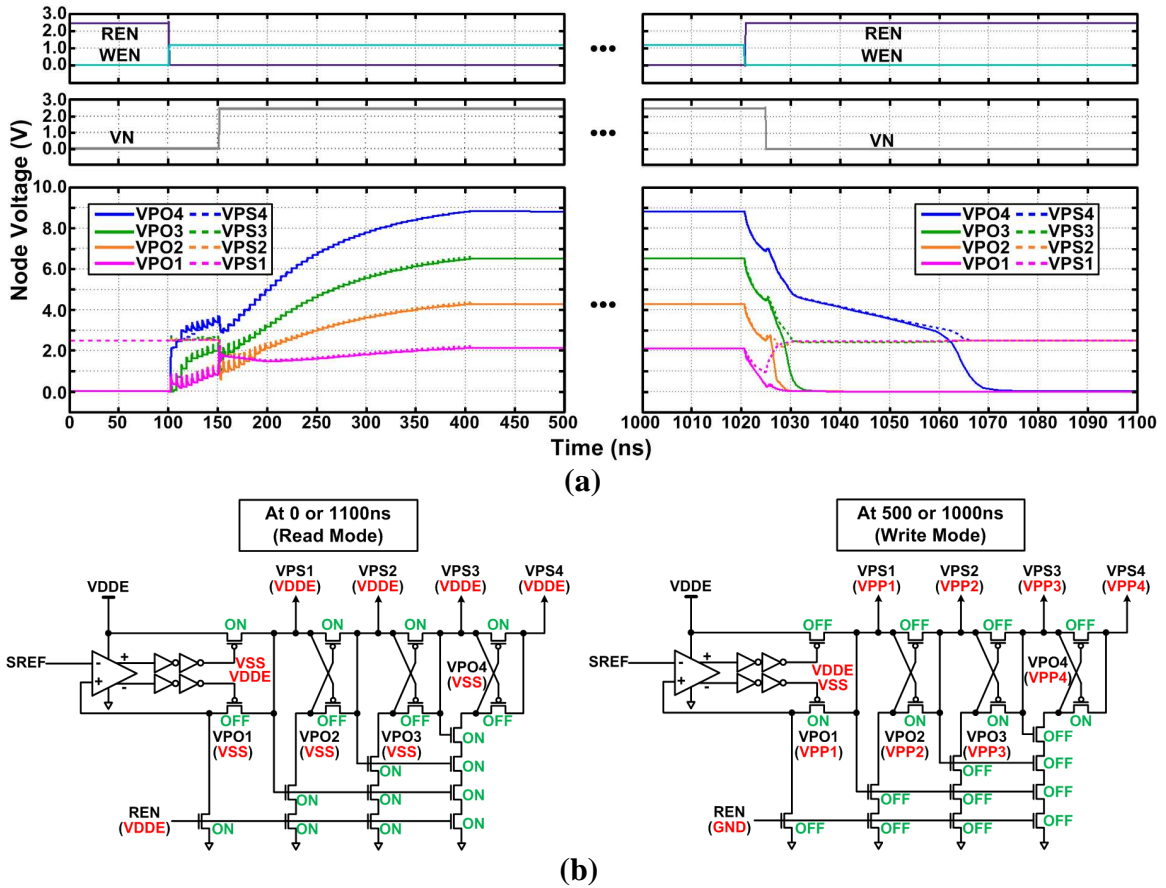 3.0
2.0
1.0
0.0
REN
WEN
REN
WEN
3.0
2.0
1.0
0.0
VN
VN
Node Voltage (V)
10.0
8.0
6.0
4.0
2.0
0.0
VPO4 VPS4
VPO3 VPS3
VPO2 VPS2
VPO1 VPS1
VPO4 VPS4
VPO3 VPS3
VPO2 VPS2
VPO1 VPS1
0 50 100 150 200 250 300 350 400 450 500
1000 1010 1020 1030 1040 1050 1060 1070 1080 1090 1100
Time (ns)
(a)
At 0 or 1100ns
(Read Mode)
VPS1 VPS2 VPS3 VPS4
(VDDE) (VDDE) (VDDE) (VDDE)
VDDE
ON ON ON ON
SREF
- + + -
VSS
VDDE
VPO4
(VSS)
OFF OFF OFF OFF
VPO1 VPO2 VPO3
(VSS) (VSS) (VSS)
ON
ON ON
ON ON ON
REN
(VDDE)
ON ON ON ON
At 500 or 1000ns
(Write Mode)
VPS1 VPS2 VPS3 VPS4
(VPP1) (VPP2) (VPP3) (VPP4)
VDDE
OFF OFF OFF OFF
SREF
- + + -
VDDE
VSS
VPO4
(VPP4)
ON ON ON ON
VPO1 VPO2 VPO3
(VPP1) (VPP2) (VPP3)
OFF
OFF OFF
OFF OFF OFF
REN
(GND)
OFF OFF OFF OFF
(b)